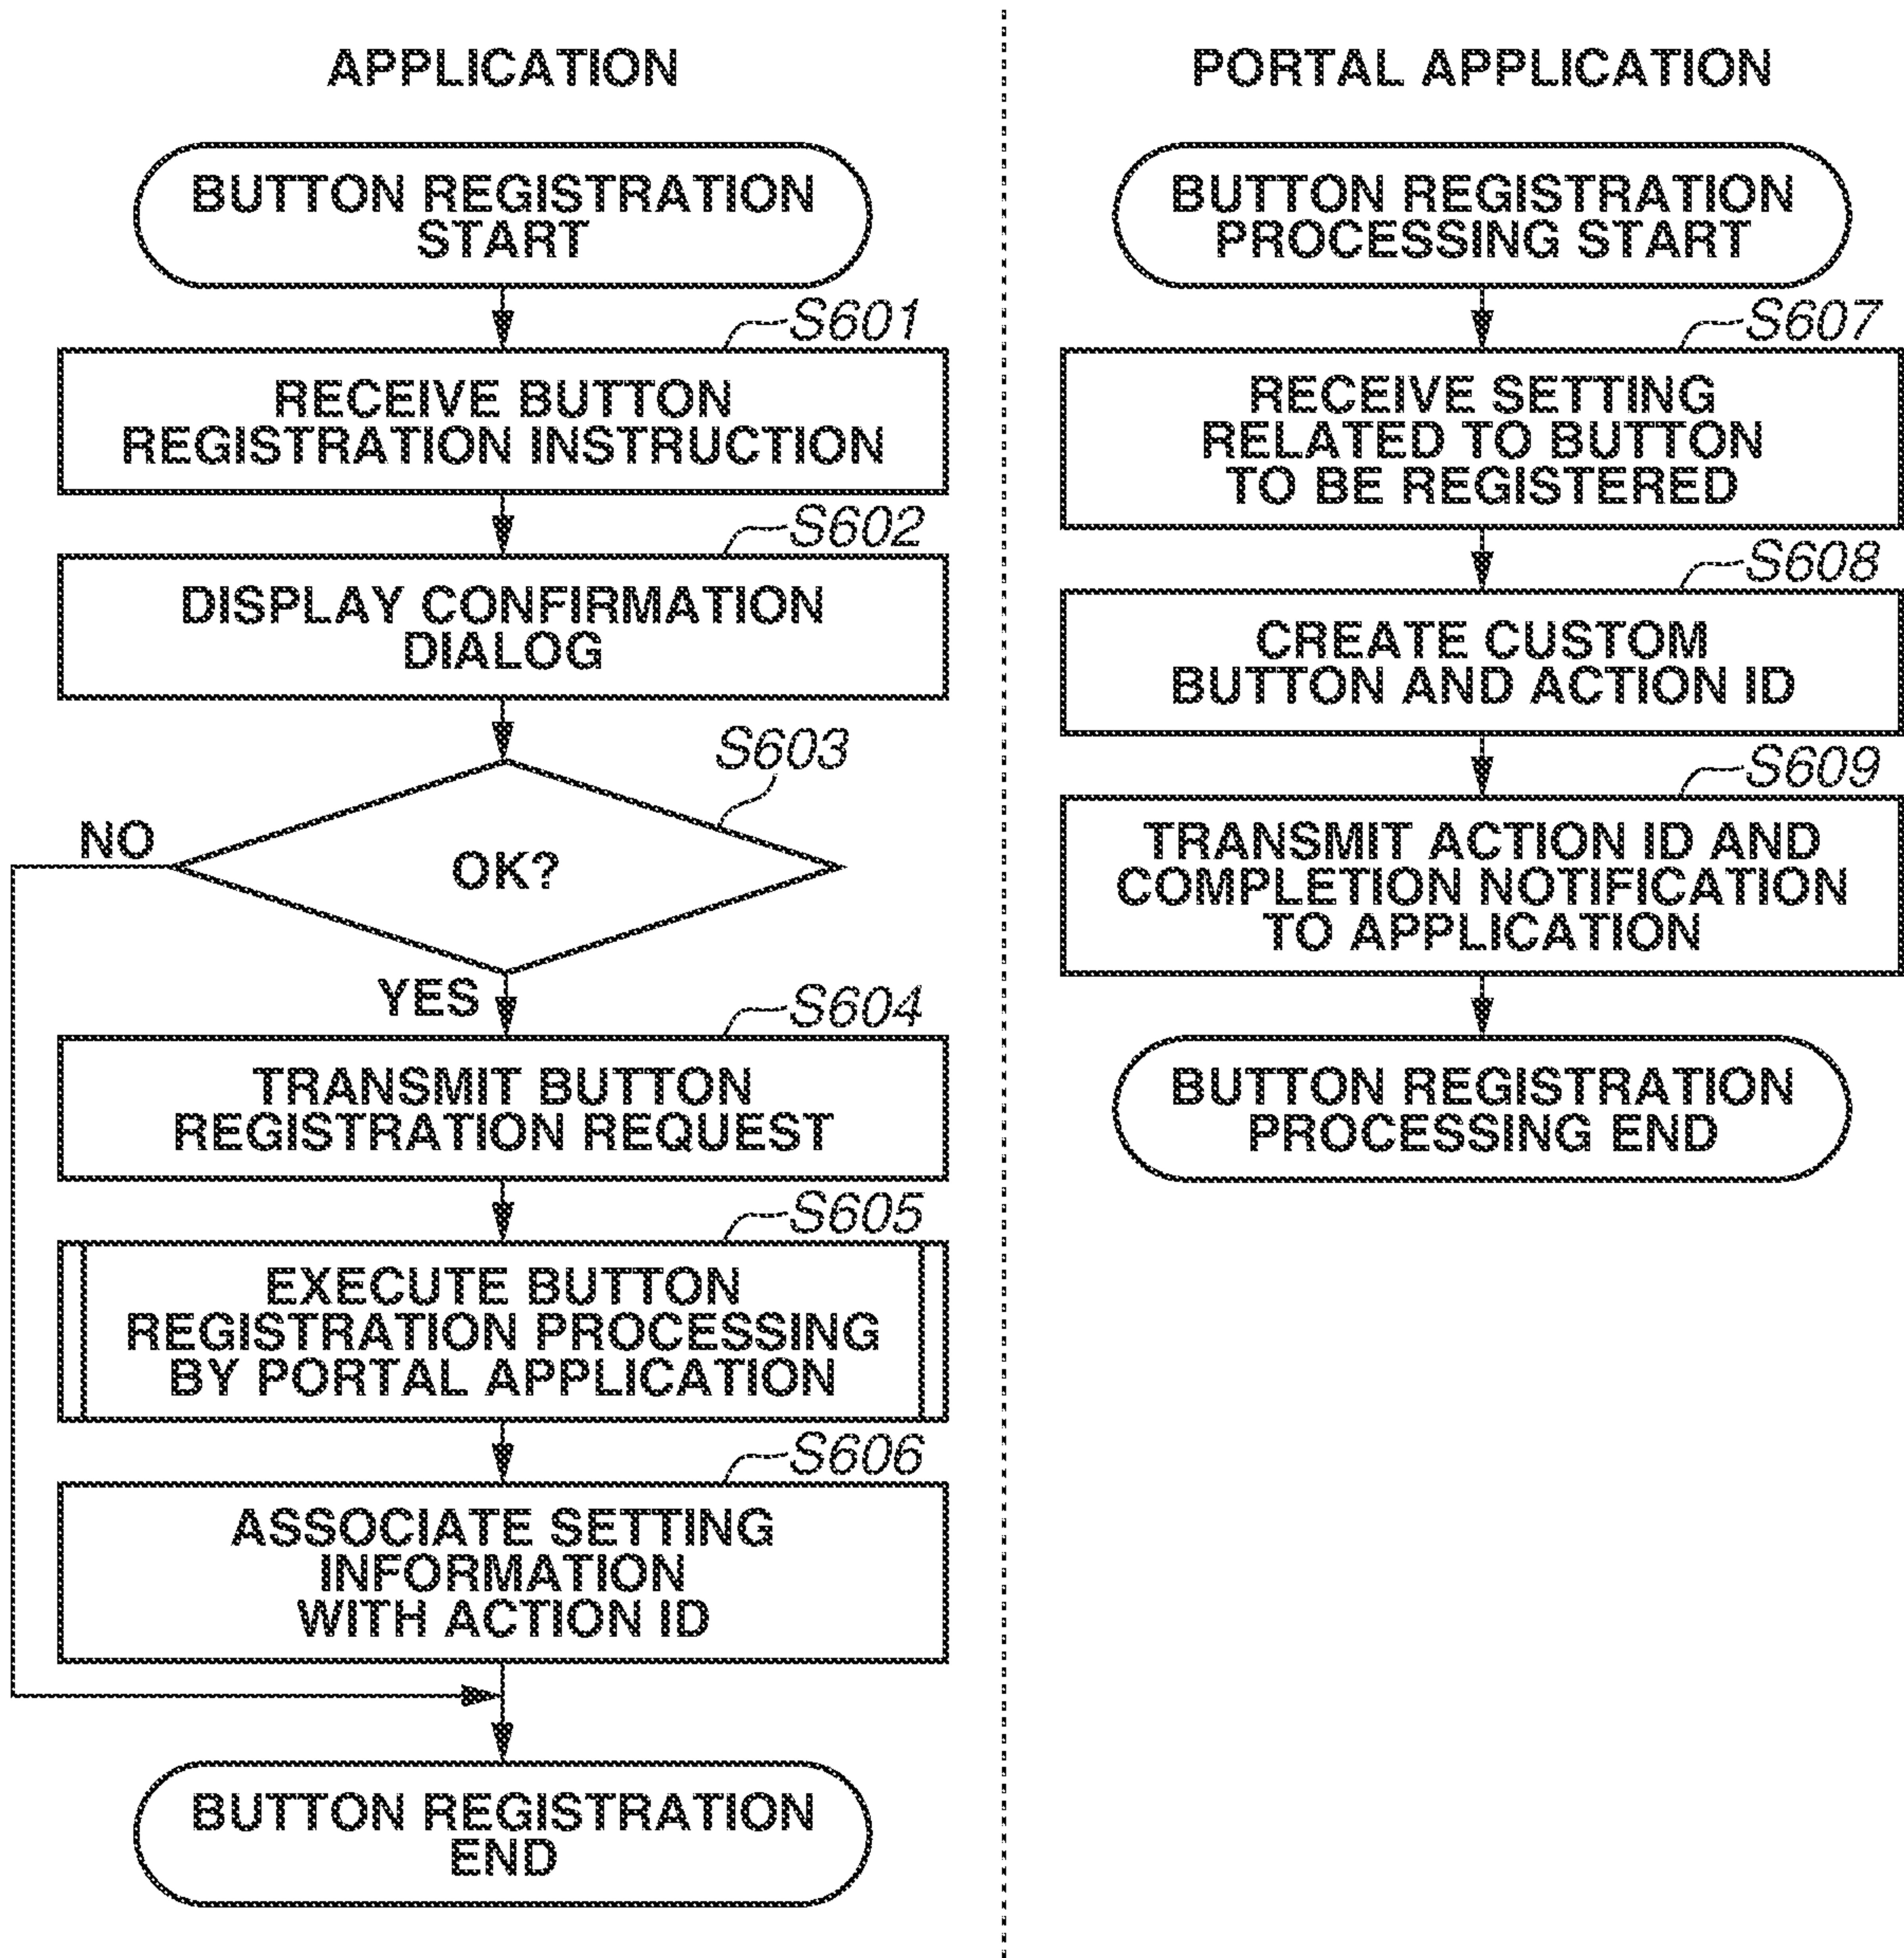 APPLICATION
BUTTON REGISTRATION
START
S601
RECEIVE BUTTON
REGISTRATION INSTRUCTION
S602
DISPLAY CONFIRMATION
DIALOG
S603
NO
OK?
YES
S604
TRANSMIT BUTTON
REGISTRATION REQUEST
S605
EXECUTE BUTTON
REGISTRATION PROCESSING
BY PORTAL APPLICATION
S606
ASSOCIATE SETTING
INFORMATION
WITH ACTION ID
BUTTON REGISTRATION
END
PORTAL APPLICATION
BUTTON REGISTRATION
PROCESSING START
S607
RECEIVE SETTING
RELATED TO BUTTON
TO BE REGISTERED
S608
CREATE CUSTOM
BUTTON AND ACTION ID
S609
TRANSMIT ACTION ID AND
COMPLETION NOTIFICATION
TO APPLICATION
BUTTON REGISTRATION
PROCESSING END